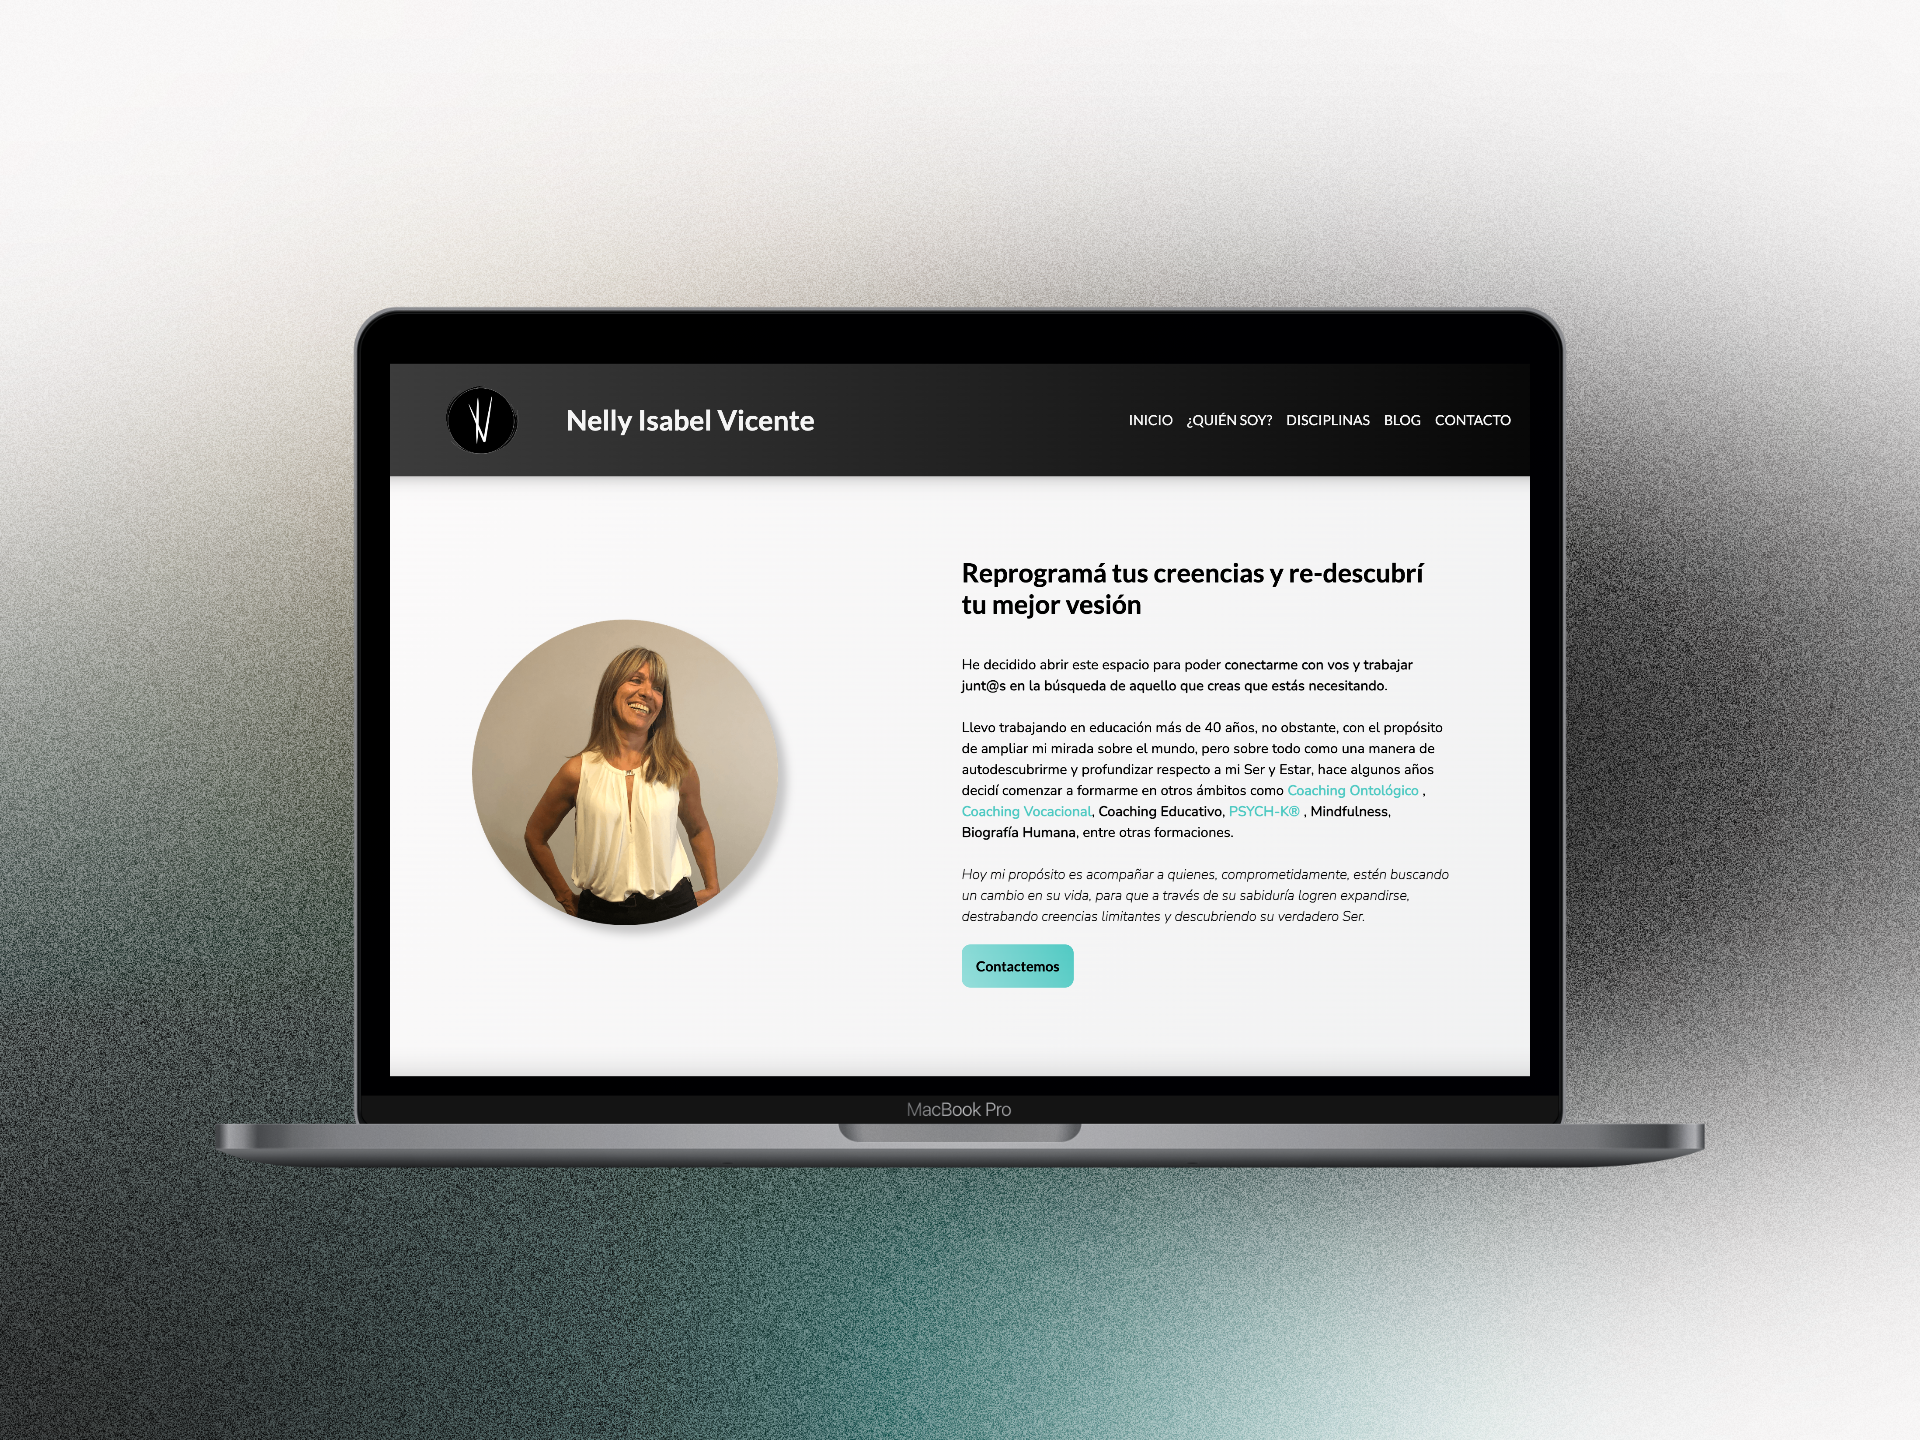 Nelly Isabel Vicente
INICIO ¿QUIÉN SOY? DISCIPLINAS BLOG CONTACTO
Reprogramá tus creencias y re-descubrí
tu mejor vesión
He decidido abrir este espacio para poder conectarme con vos y trabajar
junt@s en la búsqueda de aquello que creas que estás necesitando.
Llevo trabajando en educación más de 40 años, no obstante, con el propósito
de ampliar mi mirada sobre el mundo, pero sobre todo como una manera de
autodescubrirme y profundizar respecto a mi Ser y Estar, hace algunos años
decidí comenzar a formarme en otros ámbitos como Coaching Ontológico ,
Coaching Vocacional, Coaching Educativo, PSYCH-K® , Mindfulness,
Biografía Humana, entre otras formaciones.
Hoy mi propósito es acompañar a quienes, comprometidamente, estén buscando
un cambio en su vida, para que a través de su sabiduría logren expandirse,
destrabando creencias limitantes y descubriendo su verdadero Ser.
Contactemos
MacBook Pro